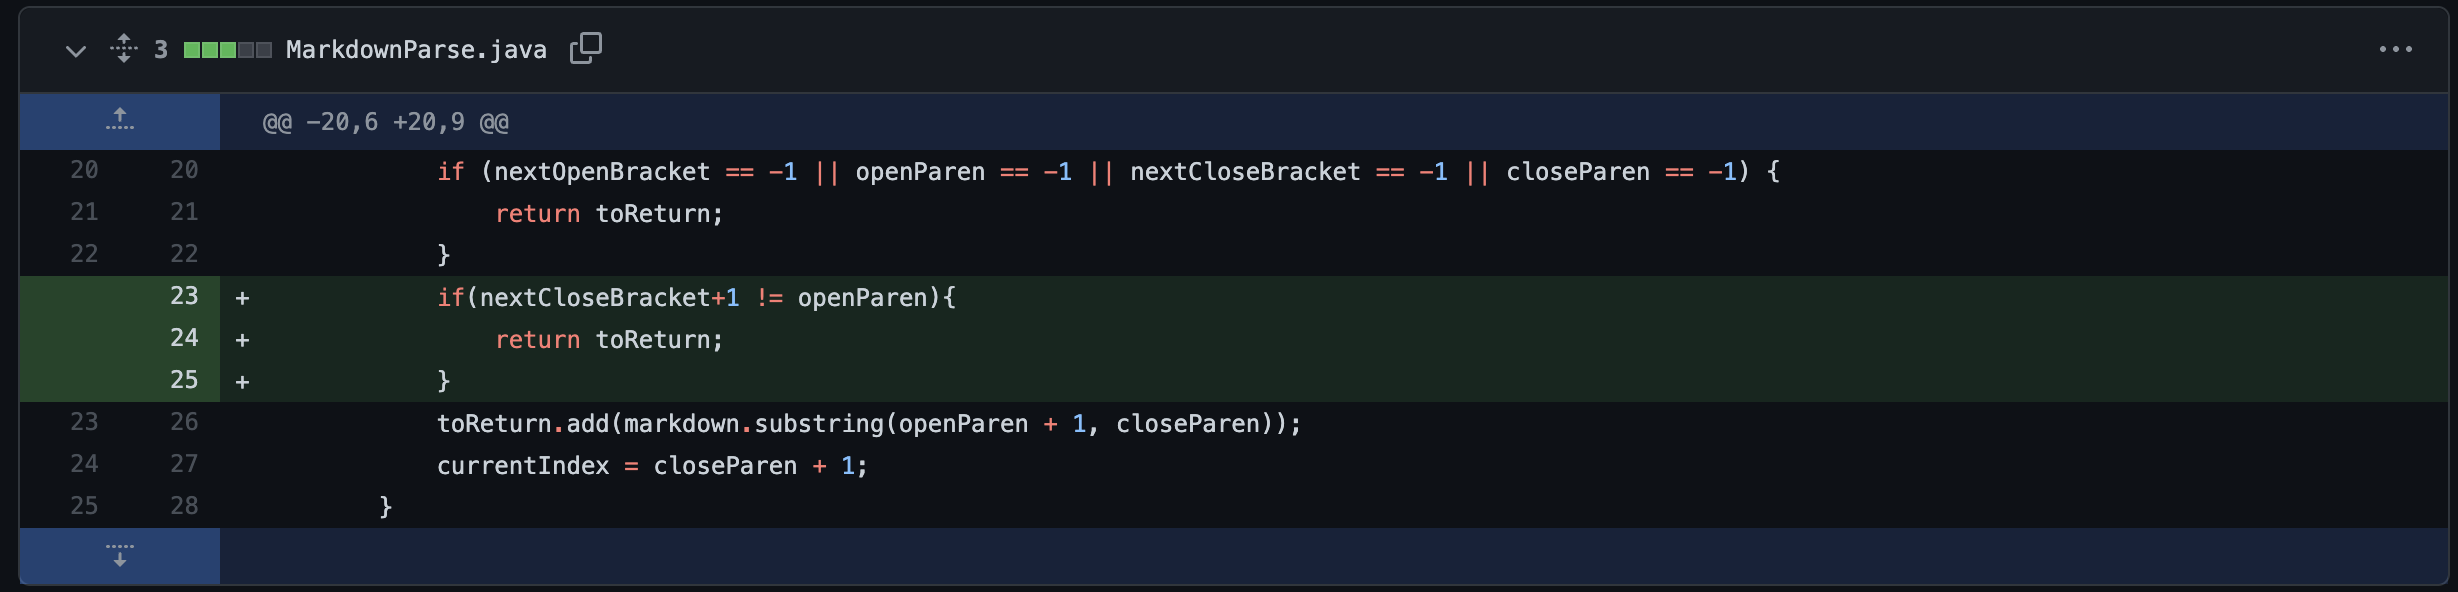 3 MarkdownParse.java
@@ -20,6 +20,9 @@
20 20 if (nextOpenBracket == -1 || openParen == -1 || nextCloseBracket == -1 || closeParen == -1) {
21 21 return toReturn;
22 22 }
23 + if(nextCloseBracket+1 != openParen){
24 + return toReturn;
25 + }
23 26 toReturn.add(markdown.substring(openParen + 1, closeParen));
24 27 currentIndex = closeParen + 1;
25 28 }